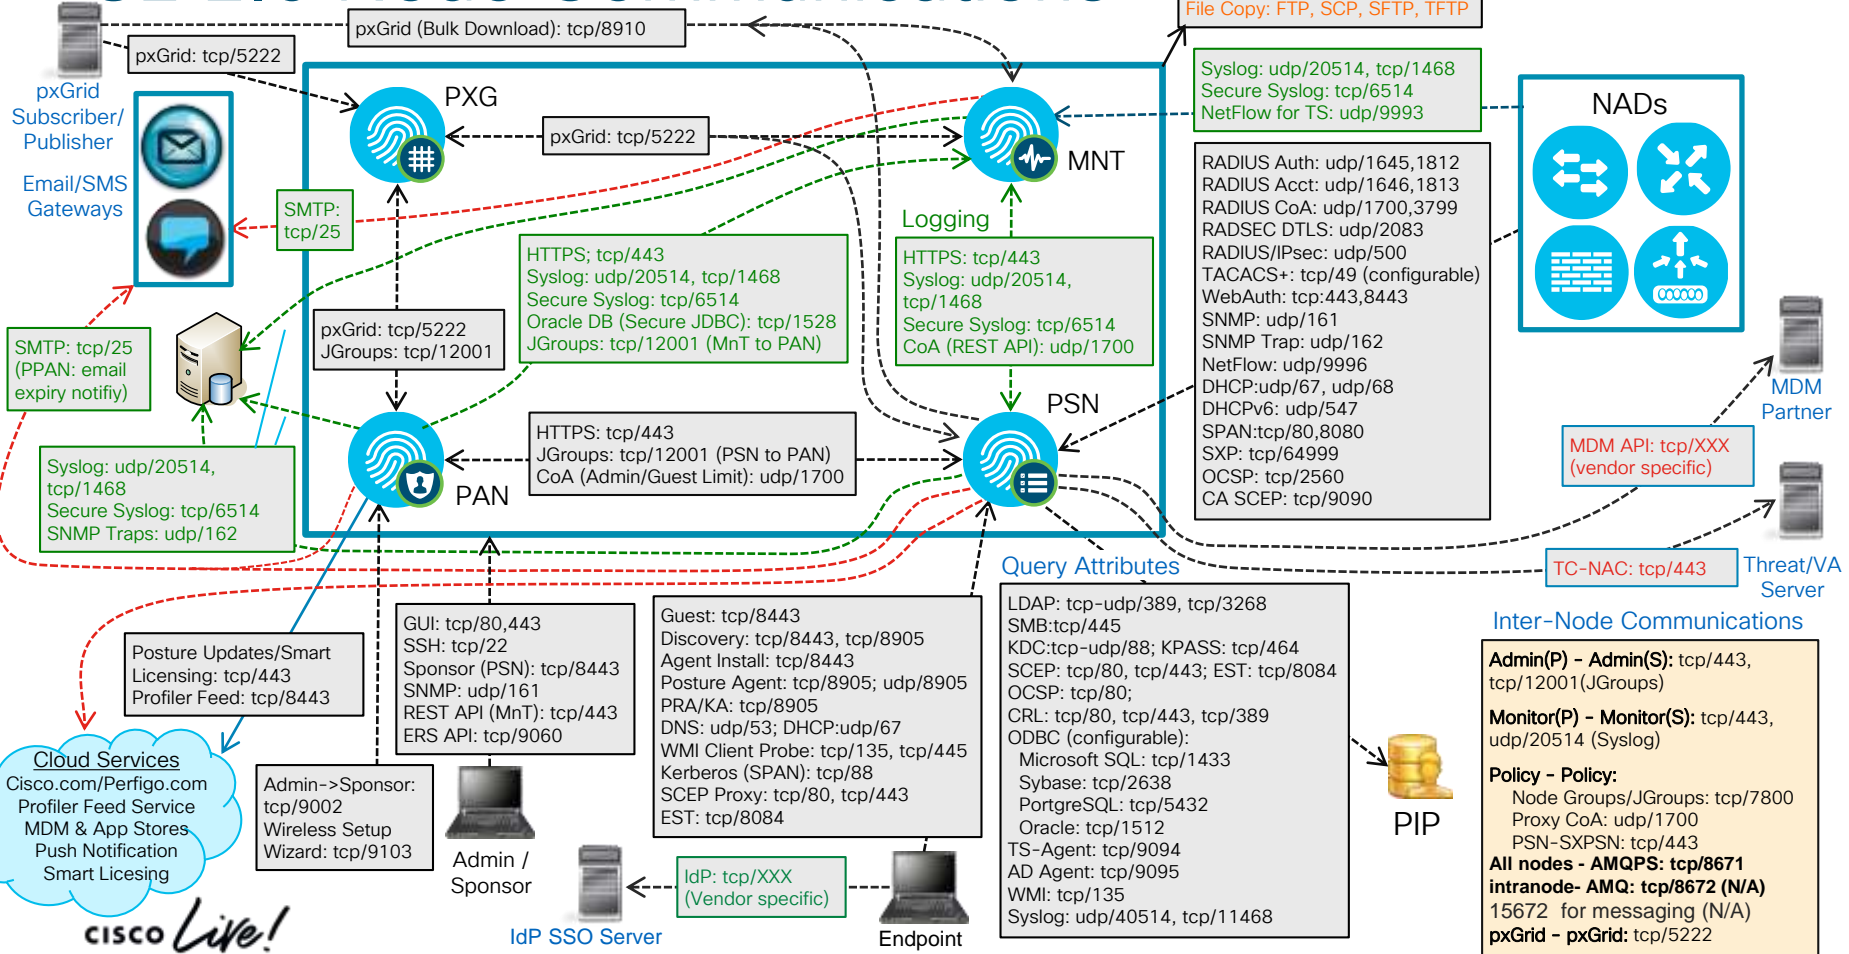 File Copy: FTP, SCP, SFTP, TFTP
pxGrid (Bulk Download): tcp/8910
pxGrid: tcp/5222
pxGrid
Subscriber/
Publisher
Email/SMS
Gateways
PXG
pxGrid: tcp/5222
MNT
Syslog: udp/20514, tcp/1468
Secure Syslog: tcp/6514
NetFlow for TS: udp/9993
NADs
SMTP:
tcp/25
Logging
HTTPS; tcp/443
Syslog: udp/20514, tcp/1468
Secure Syslog: tcp/6514
Oracle DB (Secure JDBC): tcp/1528
JGroups: tcp/12001 (MnT to PAN)
HTTPS: tcp/443
Syslog: udp/20514,
tcp/1468
Secure Syslog: tcp/6514
CoA (REST API): udp/1700
RADIUS Auth: udp/1645,1812
RADIUS Acct: udp/1646,1813
RADIUS CoA: udp/1700,3799
RADSEC DTLS: udp/2083
RADIUS/IPsec: udp/500
TACACS+: tcp/49 (configurable)
WebAuth: tcp:443,8443
SNMP: udp/161
SNMP Trap: udp/162
NetFlow: udp/9996
DHCP:udp/67, udp/68
DHCPv6: udp/547
SPAN:tcp/80,8080
SXP: tcp/64999
OCSP: tcp/2560
CA SCEP: tcp/9090
SMTP: tcp/25
(PPAN: email
expiry notifiy)
pxGrid: tcp/5222
JGroups: tcp/12001
MDM
Partner
PSN
PAN
HTTPS: tcp/443
JGroups: tcp/12001 (PSN to PAN)
CoA (Admin/Guest Limit): udp/1700
MDM API: tcp/XXX
(vendor specific)
Syslog: udp/20514,
tcp/1468
Secure Syslog: tcp/6514
SNMP Traps: udp/162
TC-NAC: tcp/443
Threat/VA
Server
Query Attributes
Posture Updates/Smart
Licensing: tcp/443
Profiler Feed: tcp/8443
GUI: tcp/80,443
SSH: tcp/22
Sponsor (PSN): tcp/8443
SNMP: udp/161
REST API (MnT): tcp/443
ERS API: tcp/9060
Guest: tcp/8443
Discovery: tcp/8443, tcp/8905
Agent Install: tcp/8443
Posture Agent: tcp/8905; udp/8905
PRA/KA: tcp/8905
DNS: udp/53; DHCP:udp/67
WMI Client Probe: tcp/135, tcp/445
Kerberos (SPAN): tcp/88
SCEP Proxy: tcp/80, tcp/443
EST: tcp/8084
LDAP: tcp-udp/389, tcp/3268
SMB:tcp/445
KDC:tcp-udp/88; KPASS: tcp/464
SCEP: tcp/80, tcp/443; EST: tcp/8084
OCSP: tcp/80;
CRL: tcp/80, tcp/443, tcp/389
ODBC (configurable):
Microsoft SQL: tcp/1433
Sybase: tcp/2638
PortgreSQL: tcp/5432
Oracle: tcp/1512
TS-Agent: tcp/9094
AD Agent: tcp/9095
WMI: tcp/135
Syslog: udp/40514, tcp/11468
PIP
Inter-Node Communications
Admin(P) - Admin(S): tcp/443,
tcp/12001(JGroups)
Monitor(P) - Monitor(S): tcp/443,
udp/20514 (Syslog)
Policy - Policy:
Node Groups/JGroups: tcp/7800
Proxy CoA: udp/1700
PSN-SXPSN: tcp/443
All nodes - AMQPS: tcp/8671
intranode- AMQ: tcp/8672 (N/A)
15672 for messaging (N/A)
pxGrid - pxGrid: tcp/5222
Cloud Services
Cisco.com/Perfigo.com
Profiler Feed Service
MDM & App Stores
Push Notification
Smart Licesing
Admin->Sponsor:
tcp/9002
Wireless Setup
Wizard: tcp/9103
Admin /
Sponsor
IdP: tcp/XXX
(Vendor specific)
IdP SSO Server
Endpoint
CISCO Live!